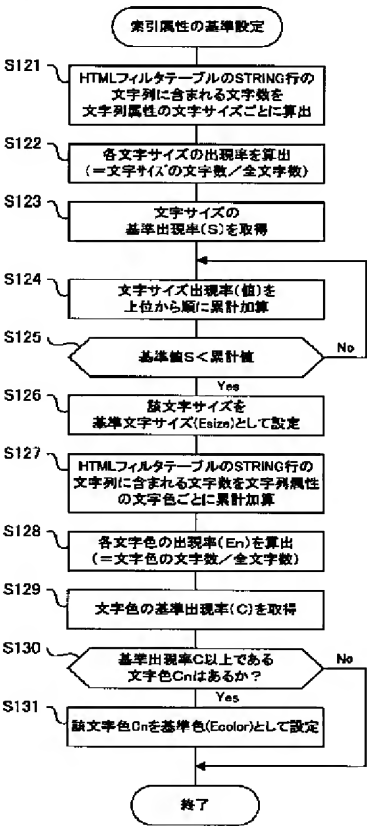 索引属性の基準設定
S121
HTMLフィルタテーブルのSTRING行の
文字列に含まれる文字数を
文字列属性の文字サイズごとに算出
S122
各文字サイズの出現率を算出
(=文字サイズの文字数/全文字数)
S123
文字サイズの
基準出現率(S)を取得
S124
文字サイズ出現率(値)を
上位から順に累計加算
S125
基準値S<累計値
No
Yes
S126
該文字サイズを
基準文字サイズ(Esize)として設定
S127
HTMLフィルタテーブルのSTRING行の
文字列に含まれる文字数を文字列属性
の文字色ごとに累計加算
S128
各文字色の出現率(En)を算出
(=文字色の文字数/全文字数)
S129
文字色の基準出現率(C)を取得
S130
基準出現率C以上である
文字色Cnはあるか?
No
Yes
S131
該文字色Cnを基準色(Ecolor)として設定
終了